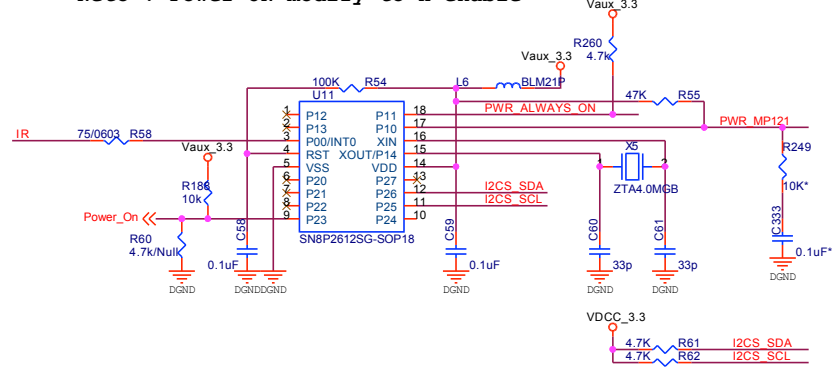 Vaux_3.3
R260
4.7k
Vaux_3.3
100K R54
L6 BLM21P
47K R55
U11
1 P12 P11 18 PWR_ALWAYS_ON
2 P13 P10 17 PWR_MP121
IR 75/0603 R58 3 P00/INT0 XIN 16
4 RST XOUT/P14 15
Vaux_3.3 5 VSS VDD 14
6 P20 P27 13
7 P21 P26 12 I2CS_SDA
8 P22 P25 11 I2CS_SCL
9 P23 P24 10
SN8P2612SG-SOP18
X5
1 2
ZTA4.0MGB
R249
10K*
R188
10k
Power_On
R60
4.7k/Null
DGND
C58
0.1uF
DGND
DGND
C59
0.1uF
DGND
C60
33p
DGND
C61
33p
DGND
C333
0.1uF*
DGND
VDCC_3.3
4.7K R61 I2CS_SDA
4.7K R62 I2CS_SCL